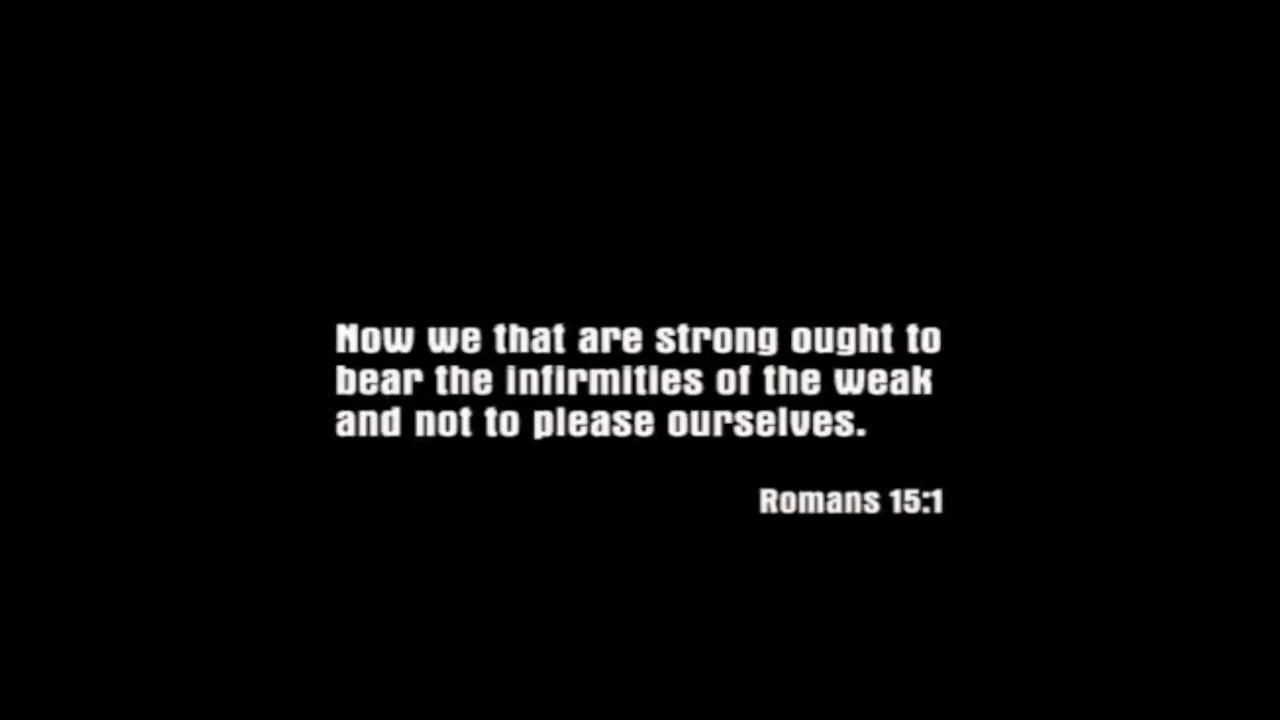 Now we that are strong ought to
bear the infirmities of the weak
and not to please ourselves.
Romans 15:1